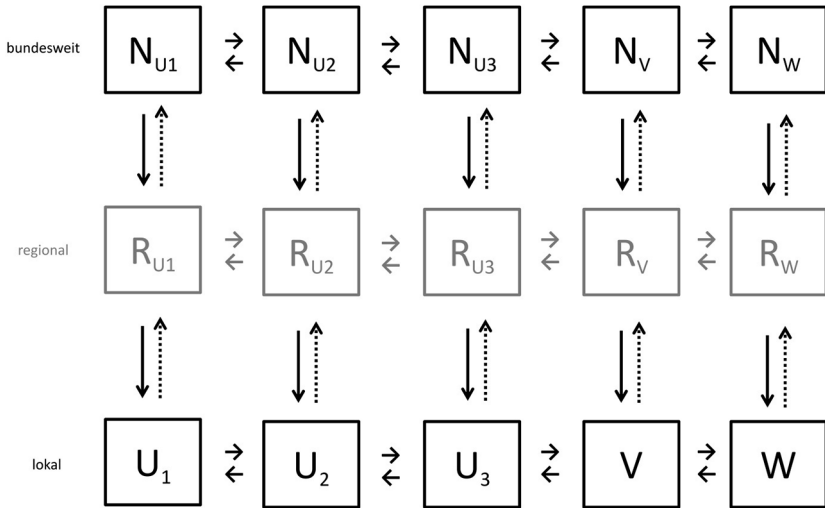 bundesweit N_U1 N_U2 N_U3 N_V N_W
regional R_U1 R_U2 R_U3 R_V R_W
lokal U_1 U_2 U_3 V W